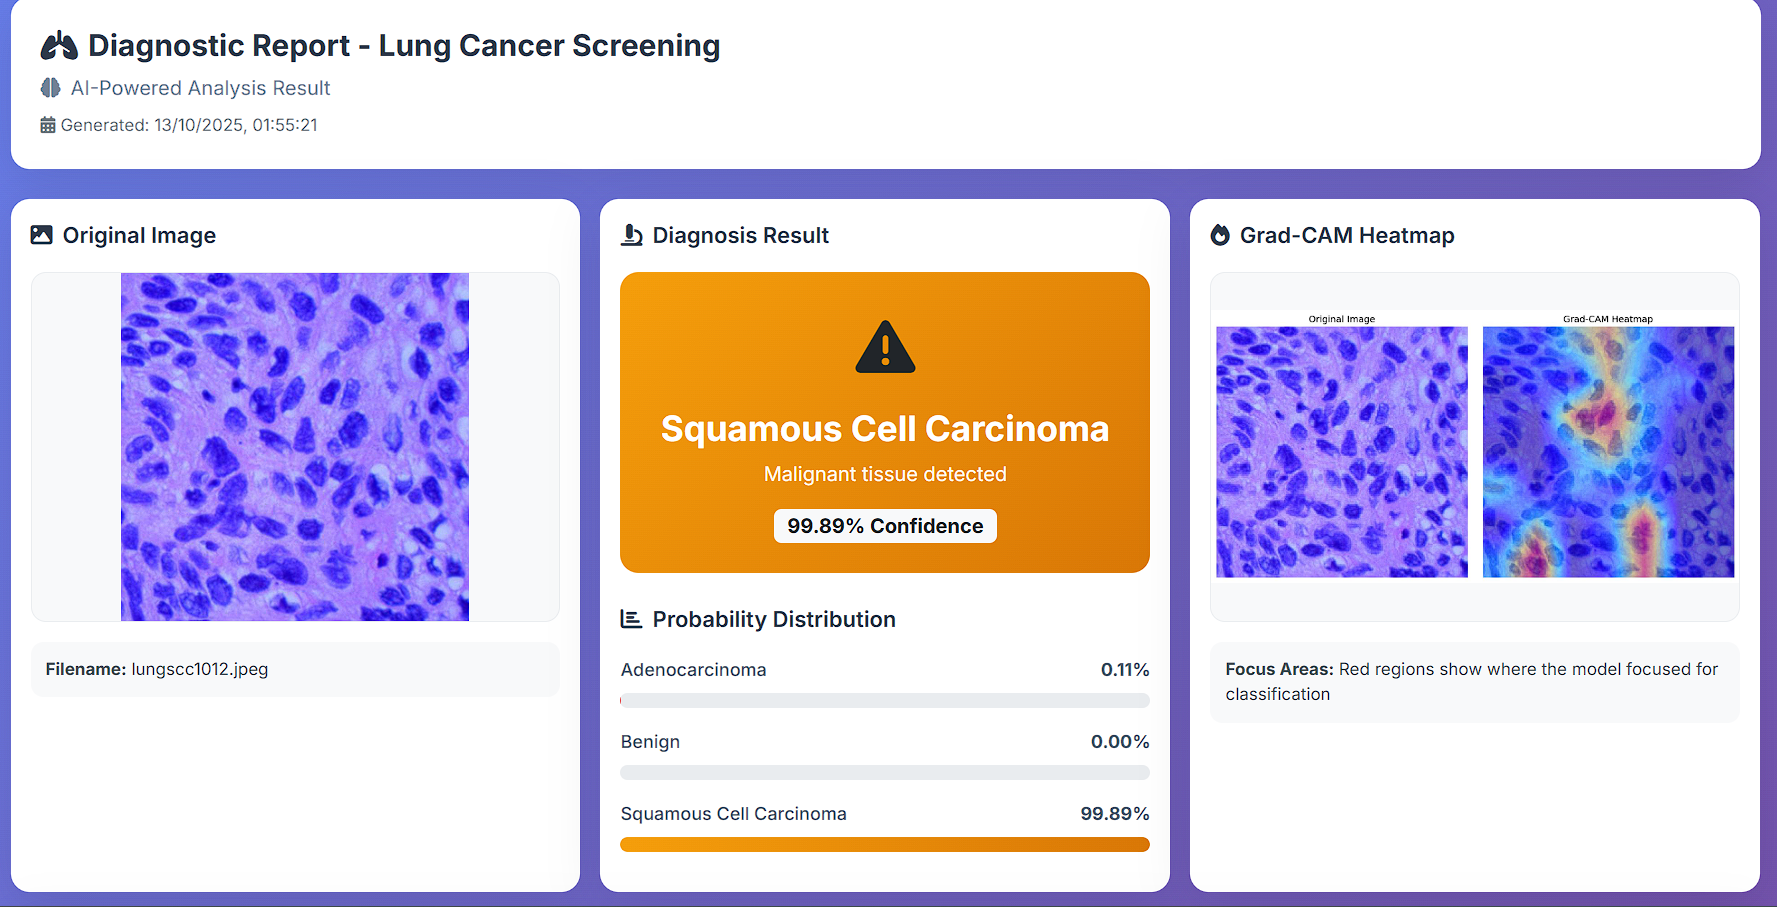 Diagnostic Report - Lung Cancer Screening
AI-Powered Analysis Result
Generated: 13/10/2025, 01:55:21
Original Image
Filename: lungscc1012.jpeg
Diagnosis Result
Squamous Cell Carcinoma
Malignant tissue detected
99.89% Confidence
Probability Distribution
Adenocarcinoma 0.11%
Benign 0.00%
Squamous Cell Carcinoma 99.89%
Grad-CAM Heatmap
Original Image Grad-CAM Heatmap
Focus Areas: Red regions show where the model focused for
classification